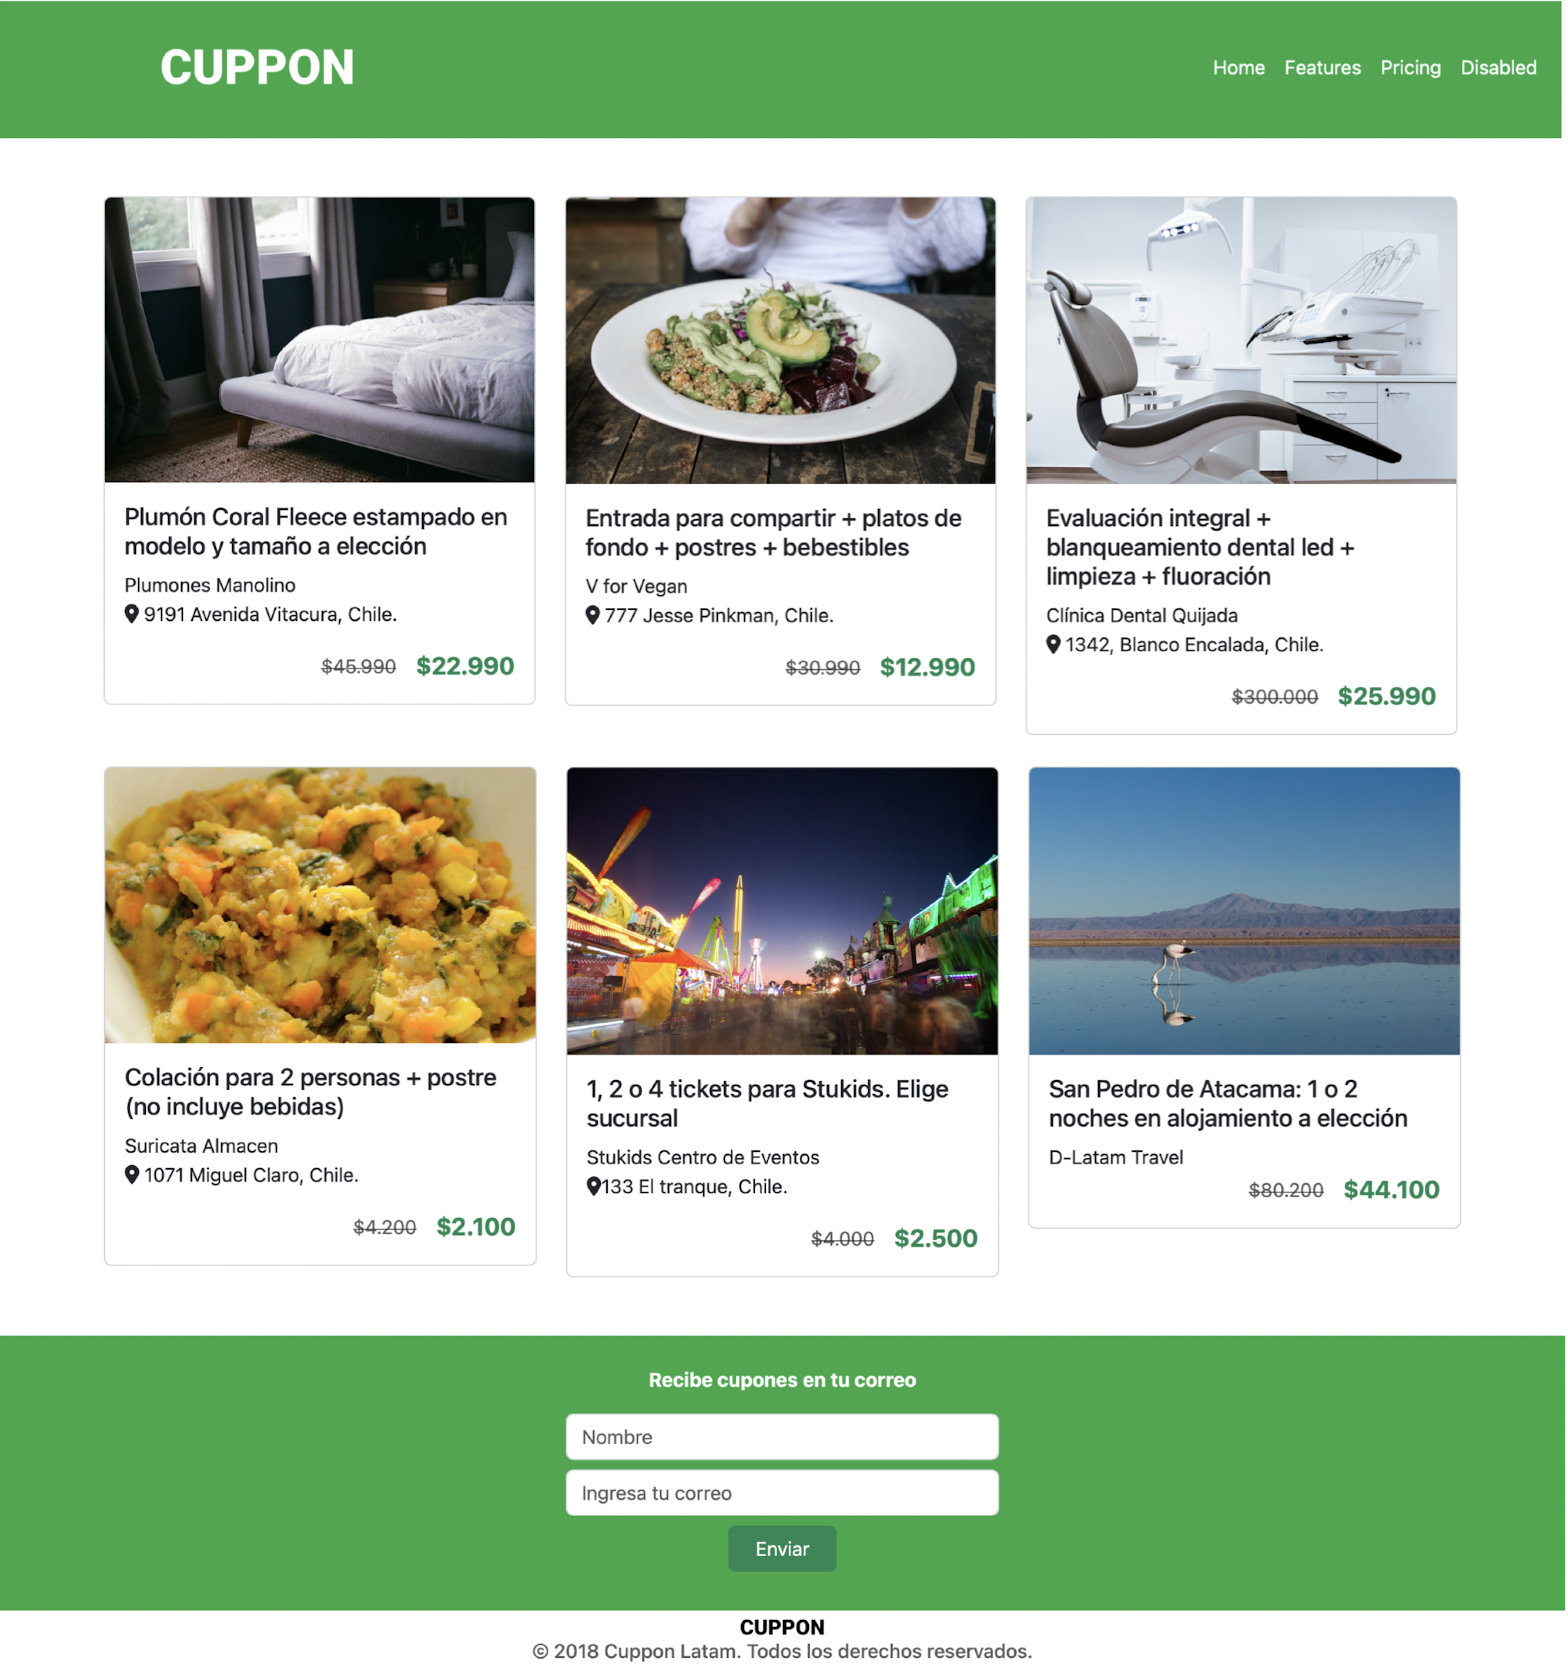 CUPPON
Home Features Pricing Disabled
Plumón Coral Fleece estampado en
modelo y tamaño a elección
Plumones Manolino
9191 Avenida Vitacura, Chile.
$45.990 $22.990
Entrada para compartir + platos de
fondo + postres + bebestibles
V for Vegan
777 Jesse Pinkman, Chile.
$30.990 $12.990
Evaluación integral +
blanqueamiento dental led +
limpieza + fluoración
Clínica Dental Quijada
1342, Blanco Encalada, Chile.
$300.000 $25.990
Colación para 2 personas + postre
(no incluye bebidas)
Suricata Almacen
1071 Miguel Claro, Chile.
$4.200 $2.100
1, 2 o 4 tickets para Stukids. Elige
sucursal
Stukids Centro de Eventos
133 El tranque, Chile.
$4.000 $2.500
San Pedro de Atacama: 1 o 2
noches en alojamiento a elección
D-Latam Travel
$80.200 $44.100
Recibe cupones en tu correo
Nombre
Ingresa tu correo
Enviar
CUPPON
© 2018 Cuppon Latam. Todos los derechos reservados.